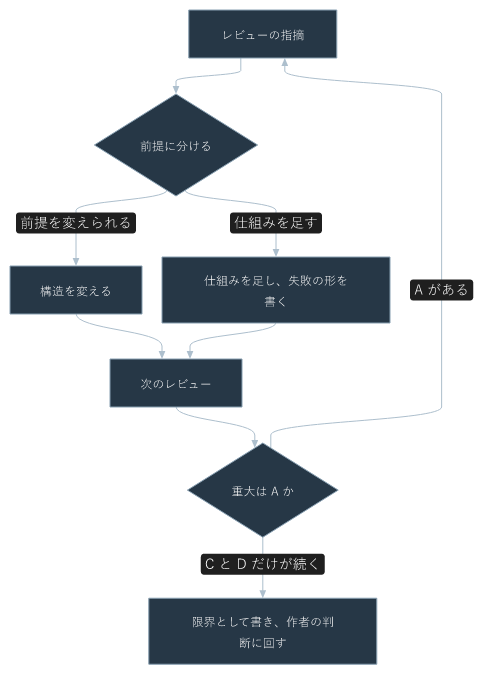 レビューの指摘
前提に分ける
前提を変えられる
仕組みを足す
構造を変える
仕組みを足し、失敗の形を
書く
A がある
次のレビュー
重大は A か
C と D だけが続く
限界として書き、作者の判
断に回す